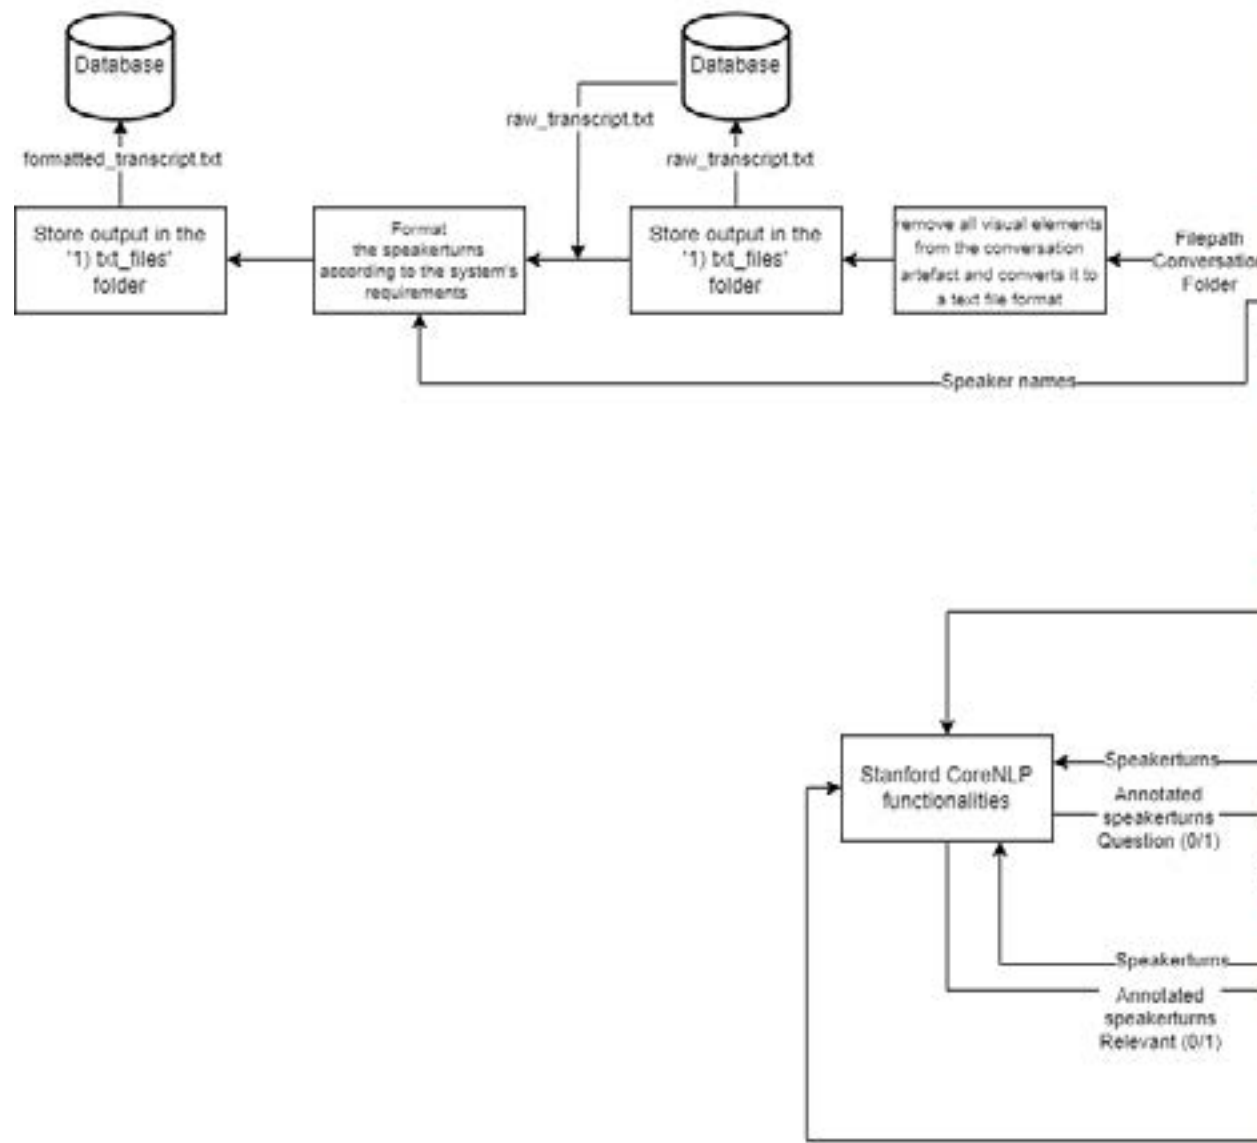 Database
Database
raw_transcript.txt
formatted_transcript.txt
raw_transcript.txt
Store output in the
'1) txt_files'
folder
Format
the speakerturns
according to the system's
requirements
Store output in the
'1) txt_files'
folder
remove all visual elements
from the conversation
artefact and converts it to
a text file format
Filepath
Conversation
Folder
Speaker names
Stanford CoreNLP
functionalities
Speakerturns
Annotated
speakerturns
Question (0/1)
Speakerturns
Annotated
speakerturns
Relevant (0/1)